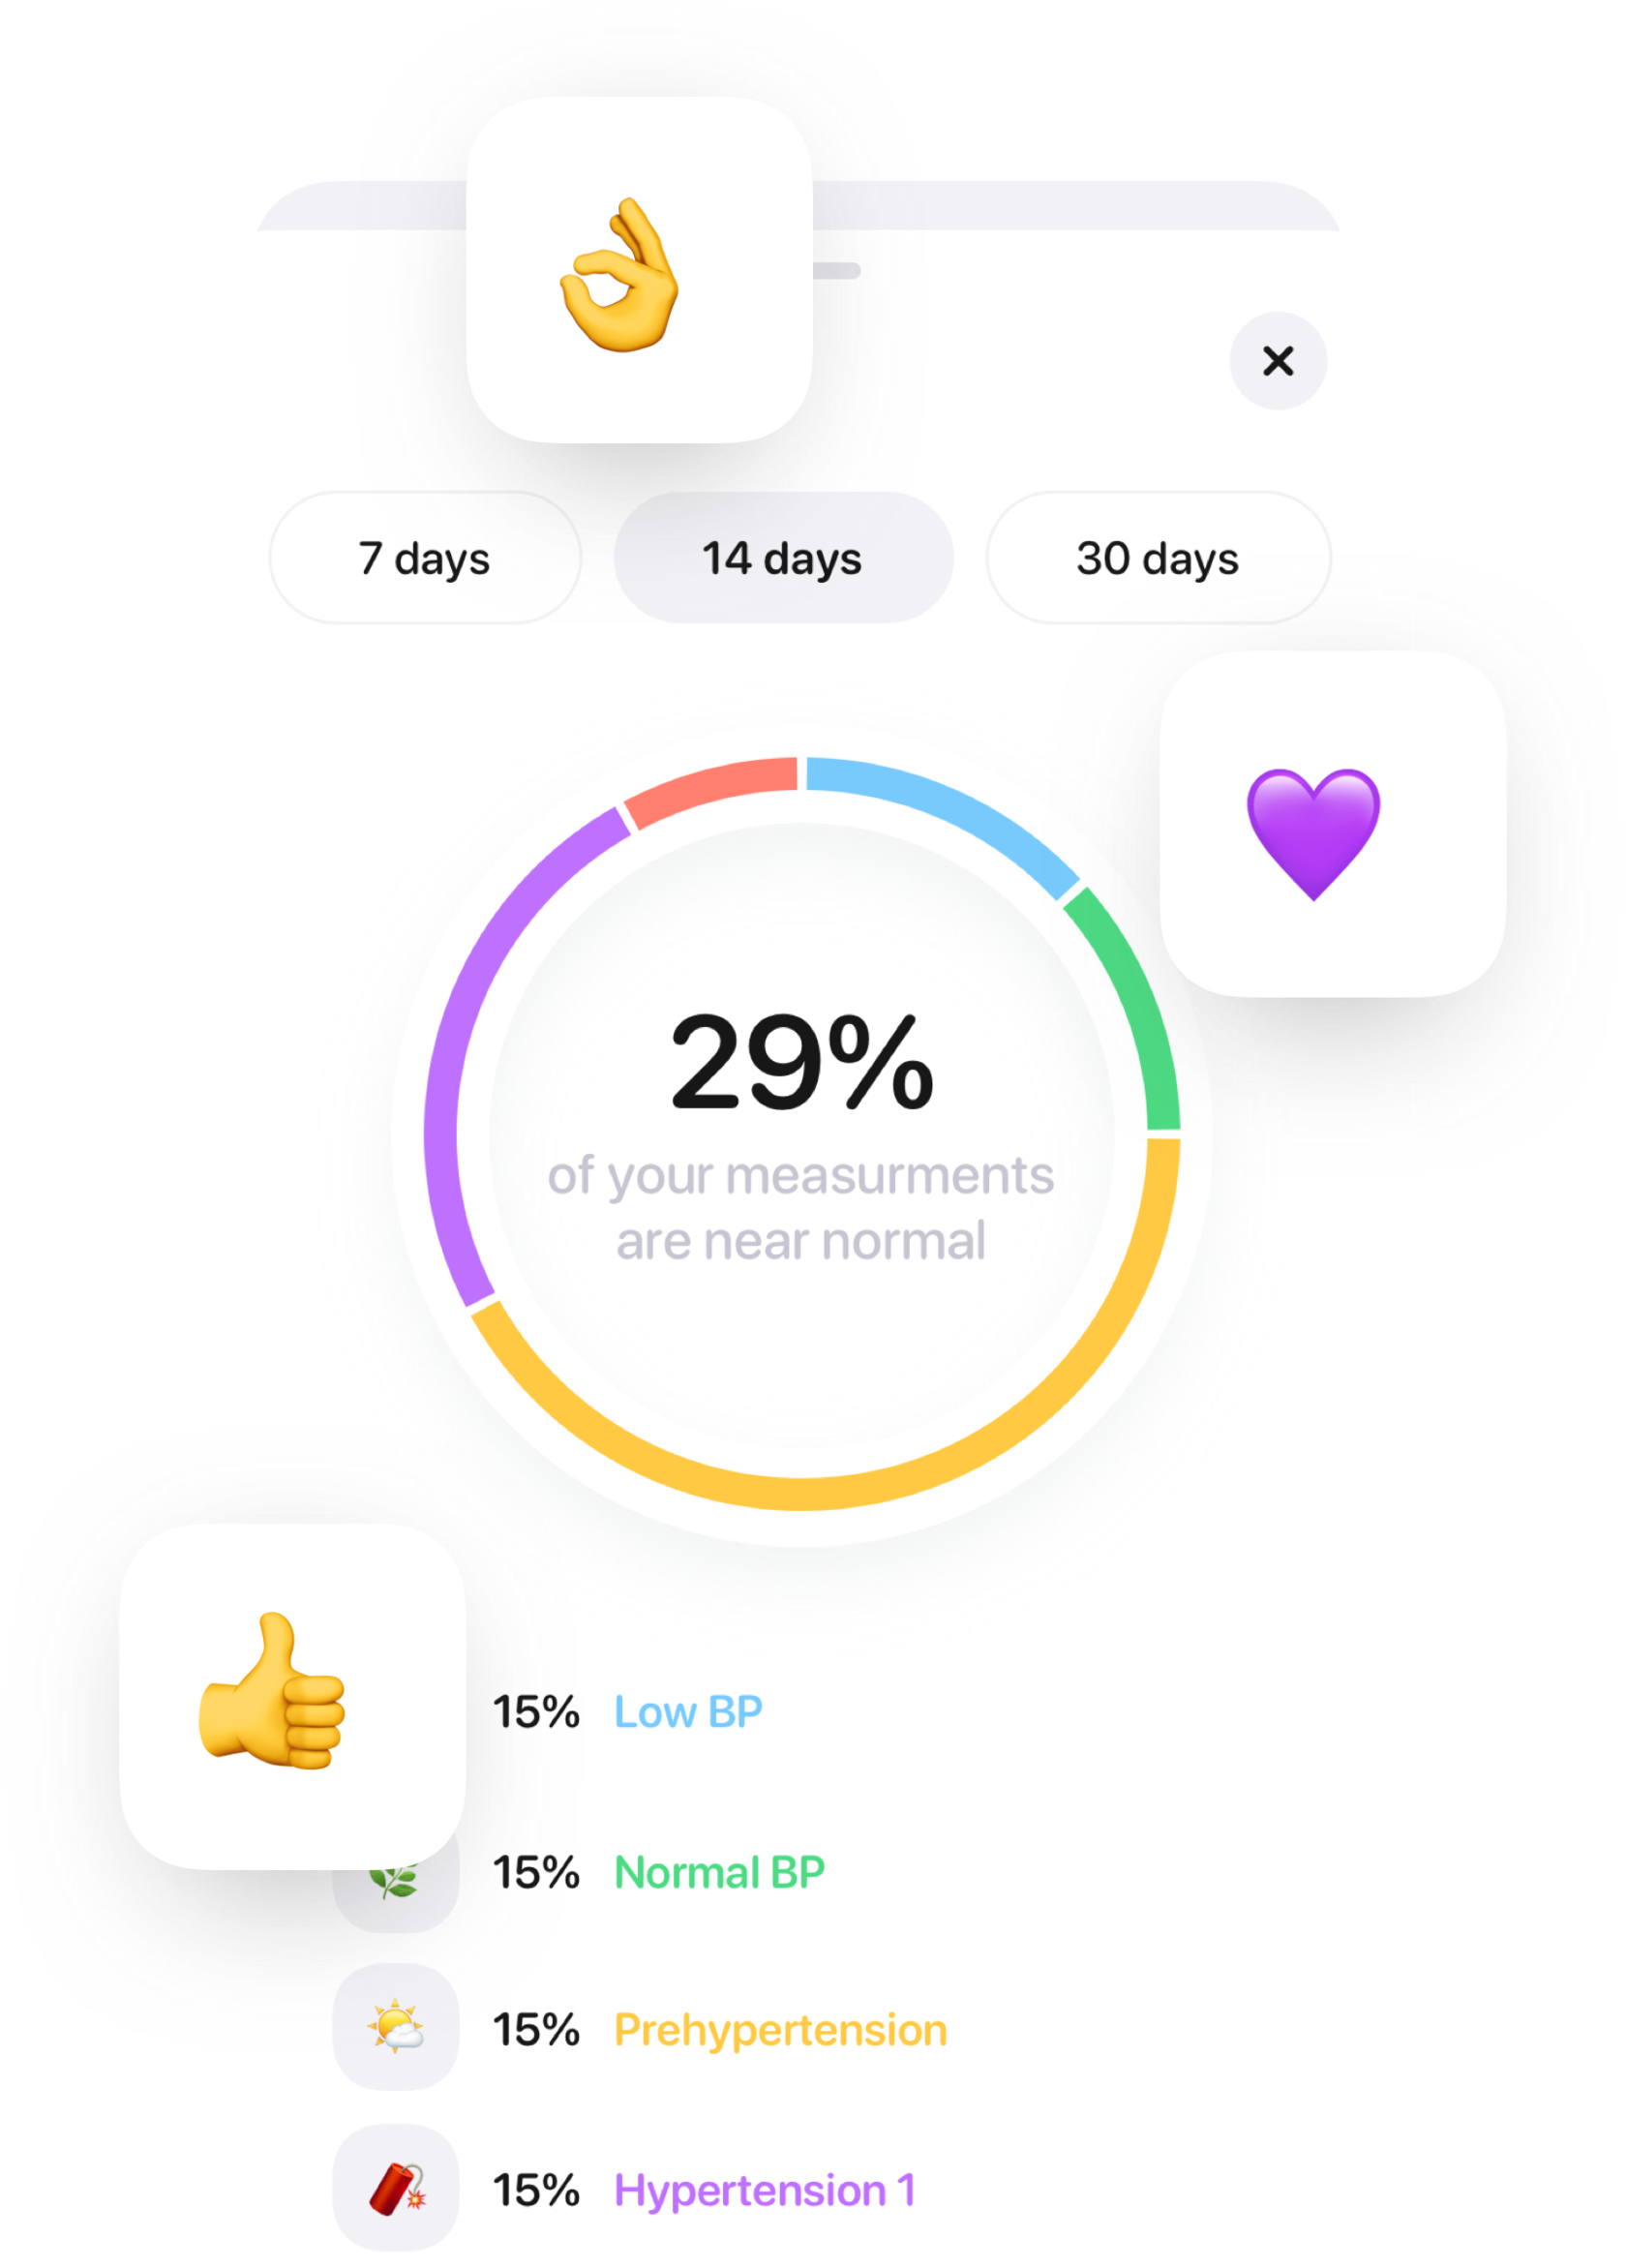 7 days
14 days
30 days
29%
of your measurments
are near normal
15% Low BP
15% Normal BP
15% Prehypertension
15% Hypertension 1